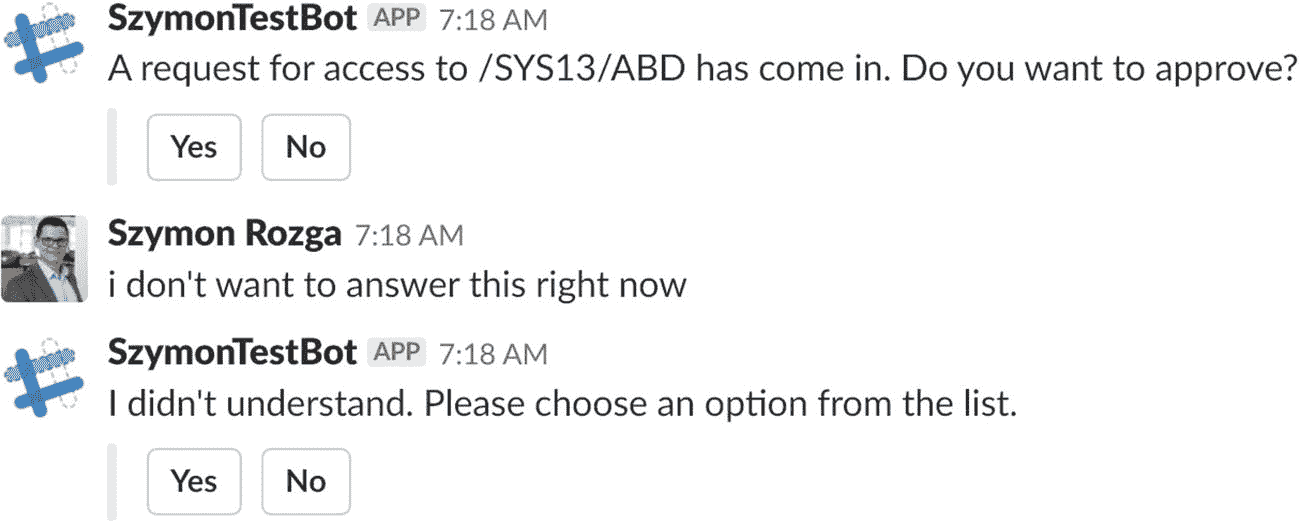 SzymonTestBot APP 7:18 AM
A request for access to /SYS13/ABD has come in. Do you want to approve?
Yes No
Szymon Rozga 7:18 AM
i don't want to answer this right now
SzymonTestBot APP 7:18 AM
I didn't understand. Please choose an option from the list.
Yes No